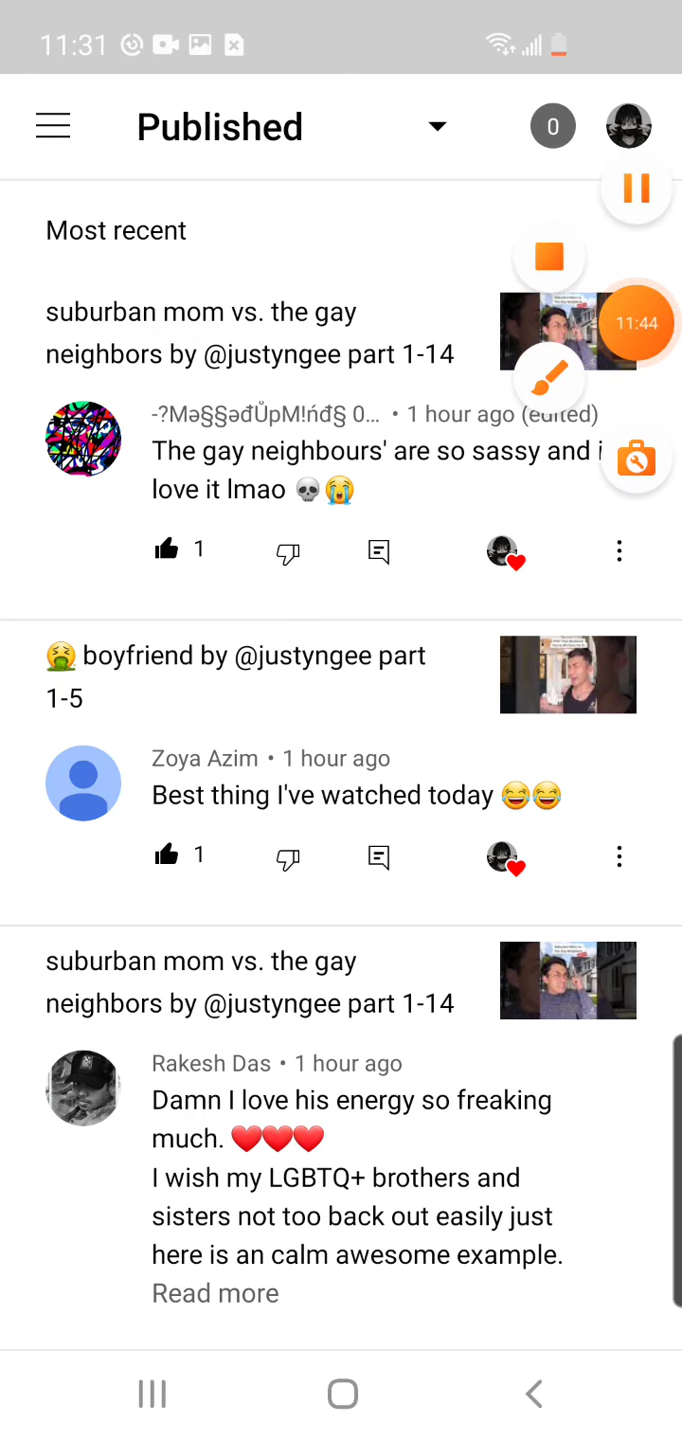 11:31
Published
0
Most recent
11:44
suburban mom vs. the gay
neighbors by @justyngee part 1-14
-?Mə§§əđŮpM!ńđ§ 0... • 1 hour ago (edited)
The gay neighbours' are so sassy and i
love it lmao 💀😭
1
🤮 boyfriend by @justyngee part
1-5
Zoya Azim • 1 hour ago
Best thing I've watched today 😂😂
1
suburban mom vs. the gay
neighbors by @justyngee part 1-14
Rakesh Das • 1 hour ago
Damn I love his energy so freaking
much. ❤️❤️❤️
I wish my LGBTQ+ brothers and
sisters not too back out easily just
here is an calm awesome example.
Read more